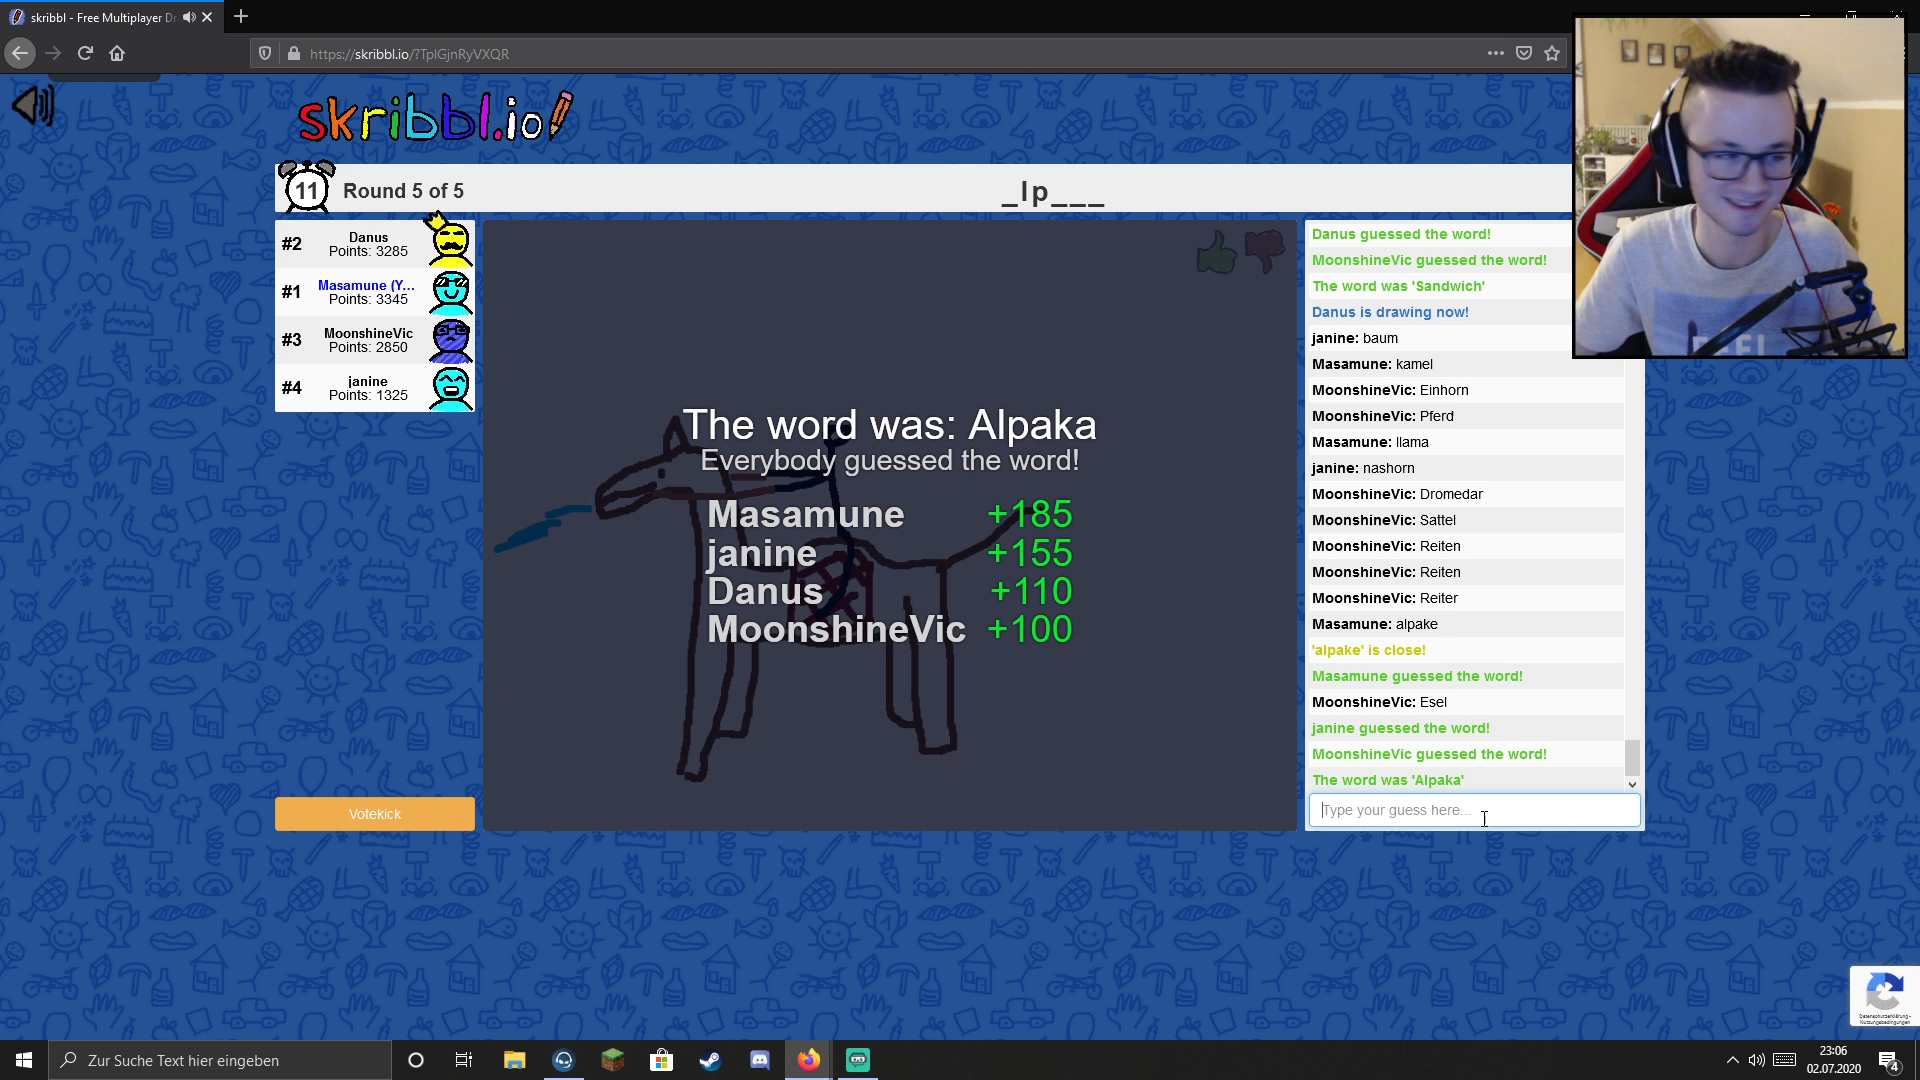 skribbl - Free Multiplayer Dr
https://skribbl.io/?TplGjnRyVXQR
skribbl.io
11
Round 5 of 5
_lp___
#2
Danus
Points: 3285
#1
Masamune (Y...
Points: 3345
#3
MoonshineVic
Points: 2850
#4
janine
Points: 1325
Votekick
The word was: Alpaka
Everybody guessed the word!
Masamune +185
janine +155
Danus +110
MoonshineVic +100
Danus guessed the word!
MoonshineVic guessed the word!
The word was 'Sandwich'
Danus is drawing now!
janine: baum
Masamune: kamel
MoonshineVic: Einhorn
MoonshineVic: Pferd
Masamune: llama
janine: nashorn
MoonshineVic: Dromedar
MoonshineVic: Sattel
MoonshineVic: Reiten
MoonshineVic: Reiten
MoonshineVic: Reiter
Masamune: alpake
'alpake' is close!
Masamune guessed the word!
MoonshineVic: Esel
janine guessed the word!
MoonshineVic guessed the word!
The word was 'Alpaka'
Type your guess here...
Datenschutzerklärung -
Nutzungsbedingungen
Zur Suche Text hier eingeben
23:06
02.07.2020
4